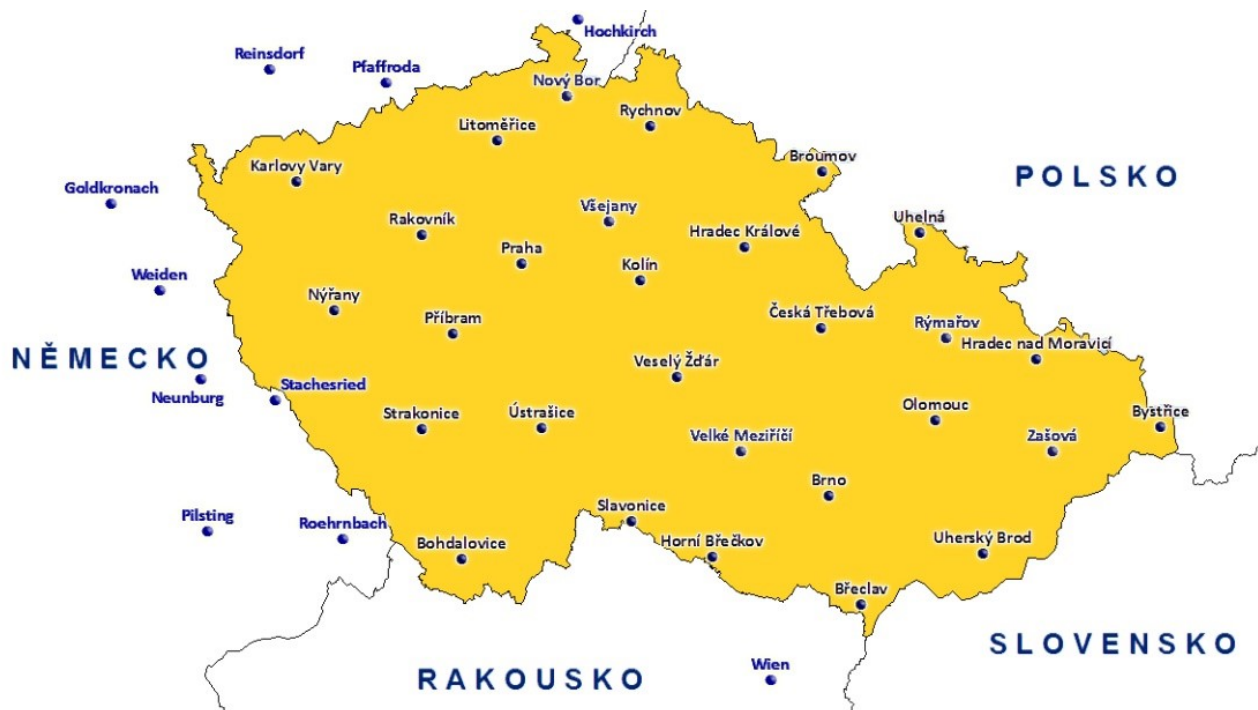 Hochkirch
Reinsdorf
Pfaffroda
Nový Bor
Rychnov
Litoměřice
Broumov
Karlovy Vary
POLSKO
Goldkronach
Všejany
Rakovník
Uhelná
Hradec Králové
Praha
Kolín
Weiden
Nýřany
Česká Třebová
Příbram
Rýmařov
Hradec nad Moravicí
NĚMECKO
Veselý Žďár
Stachesried
Neunburg
Strakonice
Ústrašice
Olomouc
Bystřice
Velké Meziříčí
Zašová
Brno
Slavonice
Pilsting
Roehrnbach
Bohdalovice
Horní Břečkov
Uherský Brod
Břeclav
SLOVENSKO
Wien
RAKOUSKO